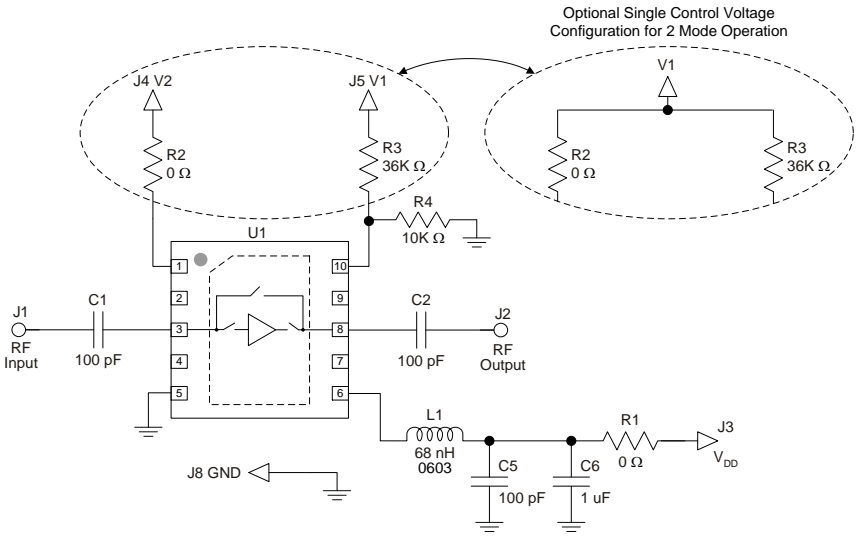 Optional Single Control Voltage
Configuration for 2 Mode Operation
J4 V2
J5 V1
V1
R2
0 Ω
R3
36K Ω
R2
0 Ω
R3
36K Ω
R4
10K Ω
U1
1
10
2
9
3
8
4
7
5
6
J1
RF
Input
C1
100 pF
C2
100 pF
J2
RF
Output
L1
68 nH
0603
R1
0 Ω
J3
VDD
C5
100 pF
C6
1 uF
J8 GND